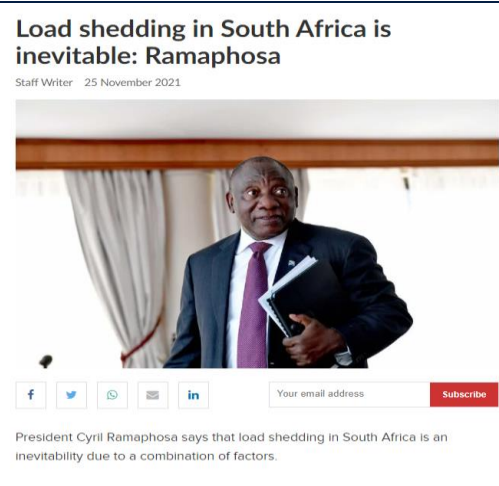 Load shedding in South Africa is
inevitable: Ramaphosa
Staff Writer 25 November 2021
Your email address
Subscribe
President Cyril Ramaphosa says that load shedding in South Africa is an
inevitability due to a combination of factors.